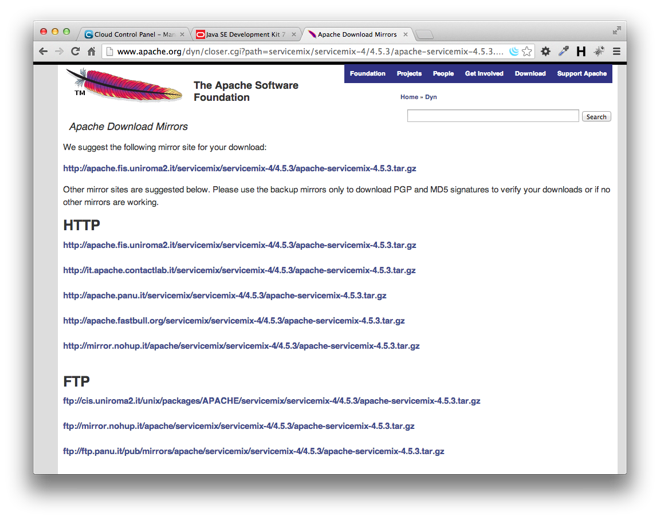 Cloud Control Panel – Man
Java SE Development Kit 7
Apache Download Mirrors
www.apache.org/dyn/closer.cgi?path=servicemix/servicemix-4/4.5.3/apache-servicemix-4.5.3....
Foundation Projects People Get Involved Download Support Apache
TM
The Apache Software
Foundation
Home » Dyn
Search
Apache Download Mirrors
We suggest the following mirror site for your download:
http://apache.fis.uniroma2.it/servicemix/servicemix-4/4.5.3/apache-servicemix-4.5.3.tar.gz
Other mirror sites are suggested below. Please use the backup mirrors only to download PGP and MD5 signatures to verify your downloads or if no
other mirrors are working.
HTTP
http://apache.fis.uniroma2.it/servicemix/servicemix-4/4.5.3/apache-servicemix-4.5.3.tar.gz
http://it.apache.contactlab.it/servicemix/servicemix-4/4.5.3/apache-servicemix-4.5.3.tar.gz
http://apache.panu.it/servicemix/servicemix-4/4.5.3/apache-servicemix-4.5.3.tar.gz
http://apache.fastbull.org/servicemix/servicemix-4/4.5.3/apache-servicemix-4.5.3.tar.gz
http://mirror.nohup.it/apache/servicemix/servicemix-4/4.5.3/apache-servicemix-4.5.3.tar.gz
FTP
ftp://cis.uniroma2.it/unix/packages/APACHE/servicemix/servicemix-4/4.5.3/apache-servicemix-4.5.3.tar.gz
ftp://mirror.nohup.it/apache/servicemix/servicemix-4/4.5.3/apache-servicemix-4.5.3.tar.gz
ftp://ftp.panu.it/pub/mirrors/apache/servicemix/servicemix-4/4.5.3/apache-servicemix-4.5.3.tar.gz